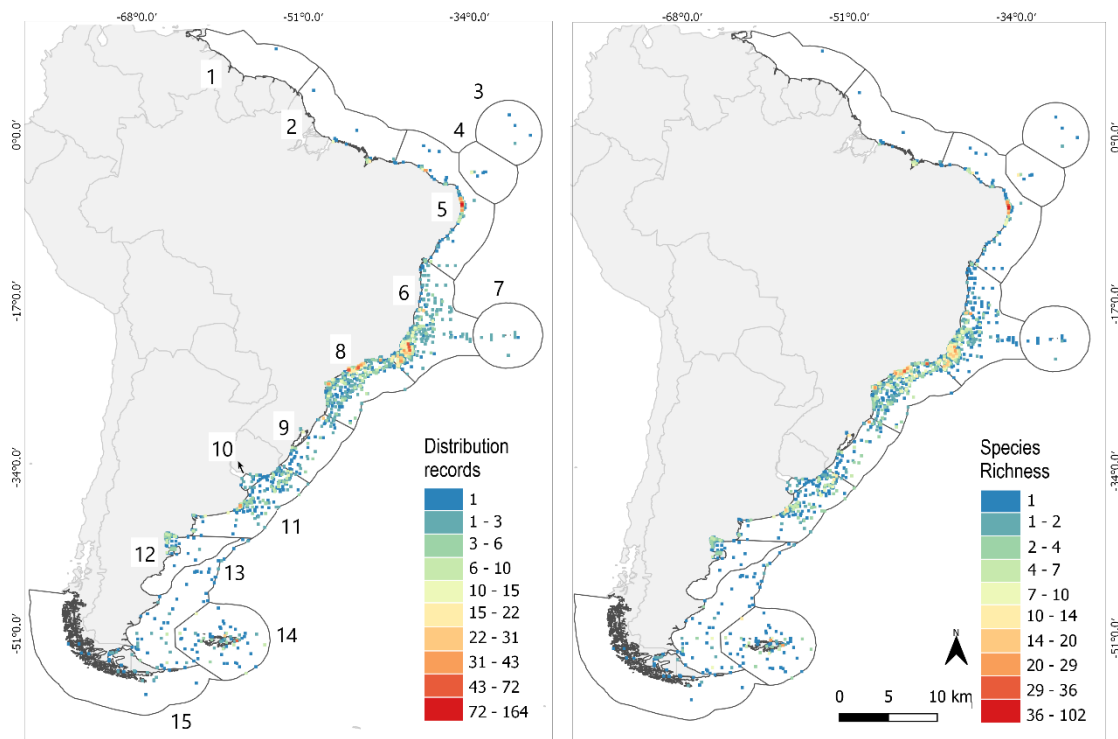 -68°0.0'
-51°0.0'
-34°0.0'
-68°0.0'
-51°0.0'
-34°0.0'
0°0.0'
-17°0.0'
-34°0.0'
-51°0.0'
1
2
3
4
5
6
7
8
9
10
11
12
13
14
15
Distribution
records
1
1 - 3
3 - 6
6 - 10
10 - 15
15 - 22
22 - 31
31 - 43
43 - 72
72 - 164
Species
Richness
1
1 - 2
2 - 4
4 - 7
7 - 10
10 - 14
14 - 20
20 - 29
29 - 36
36 - 102
N
0 5 10 km
0°0.0'
-17°0.0'
-34°0.0'
-51°0.0'